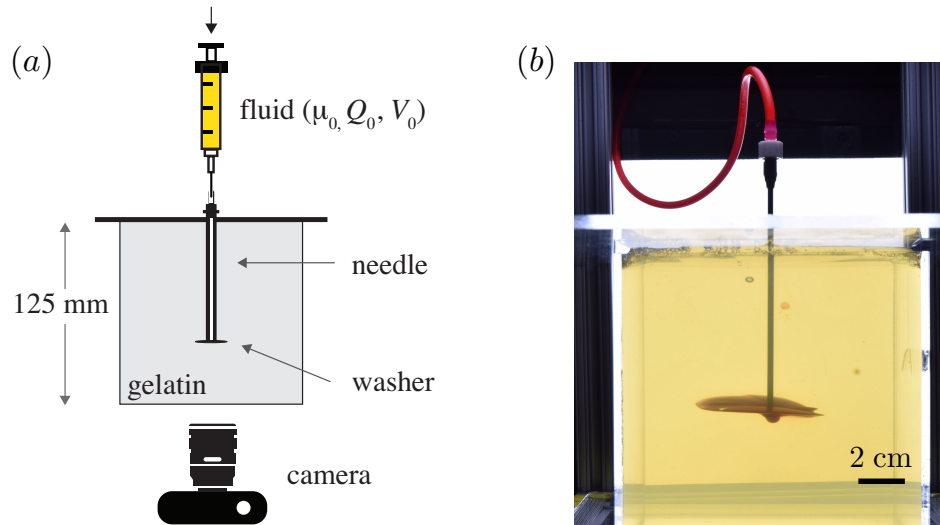 (a)
fluid (μ₀, Q₀, V₀)
needle
125 mm
washer
gelatin
camera
(b)
A
2 cm